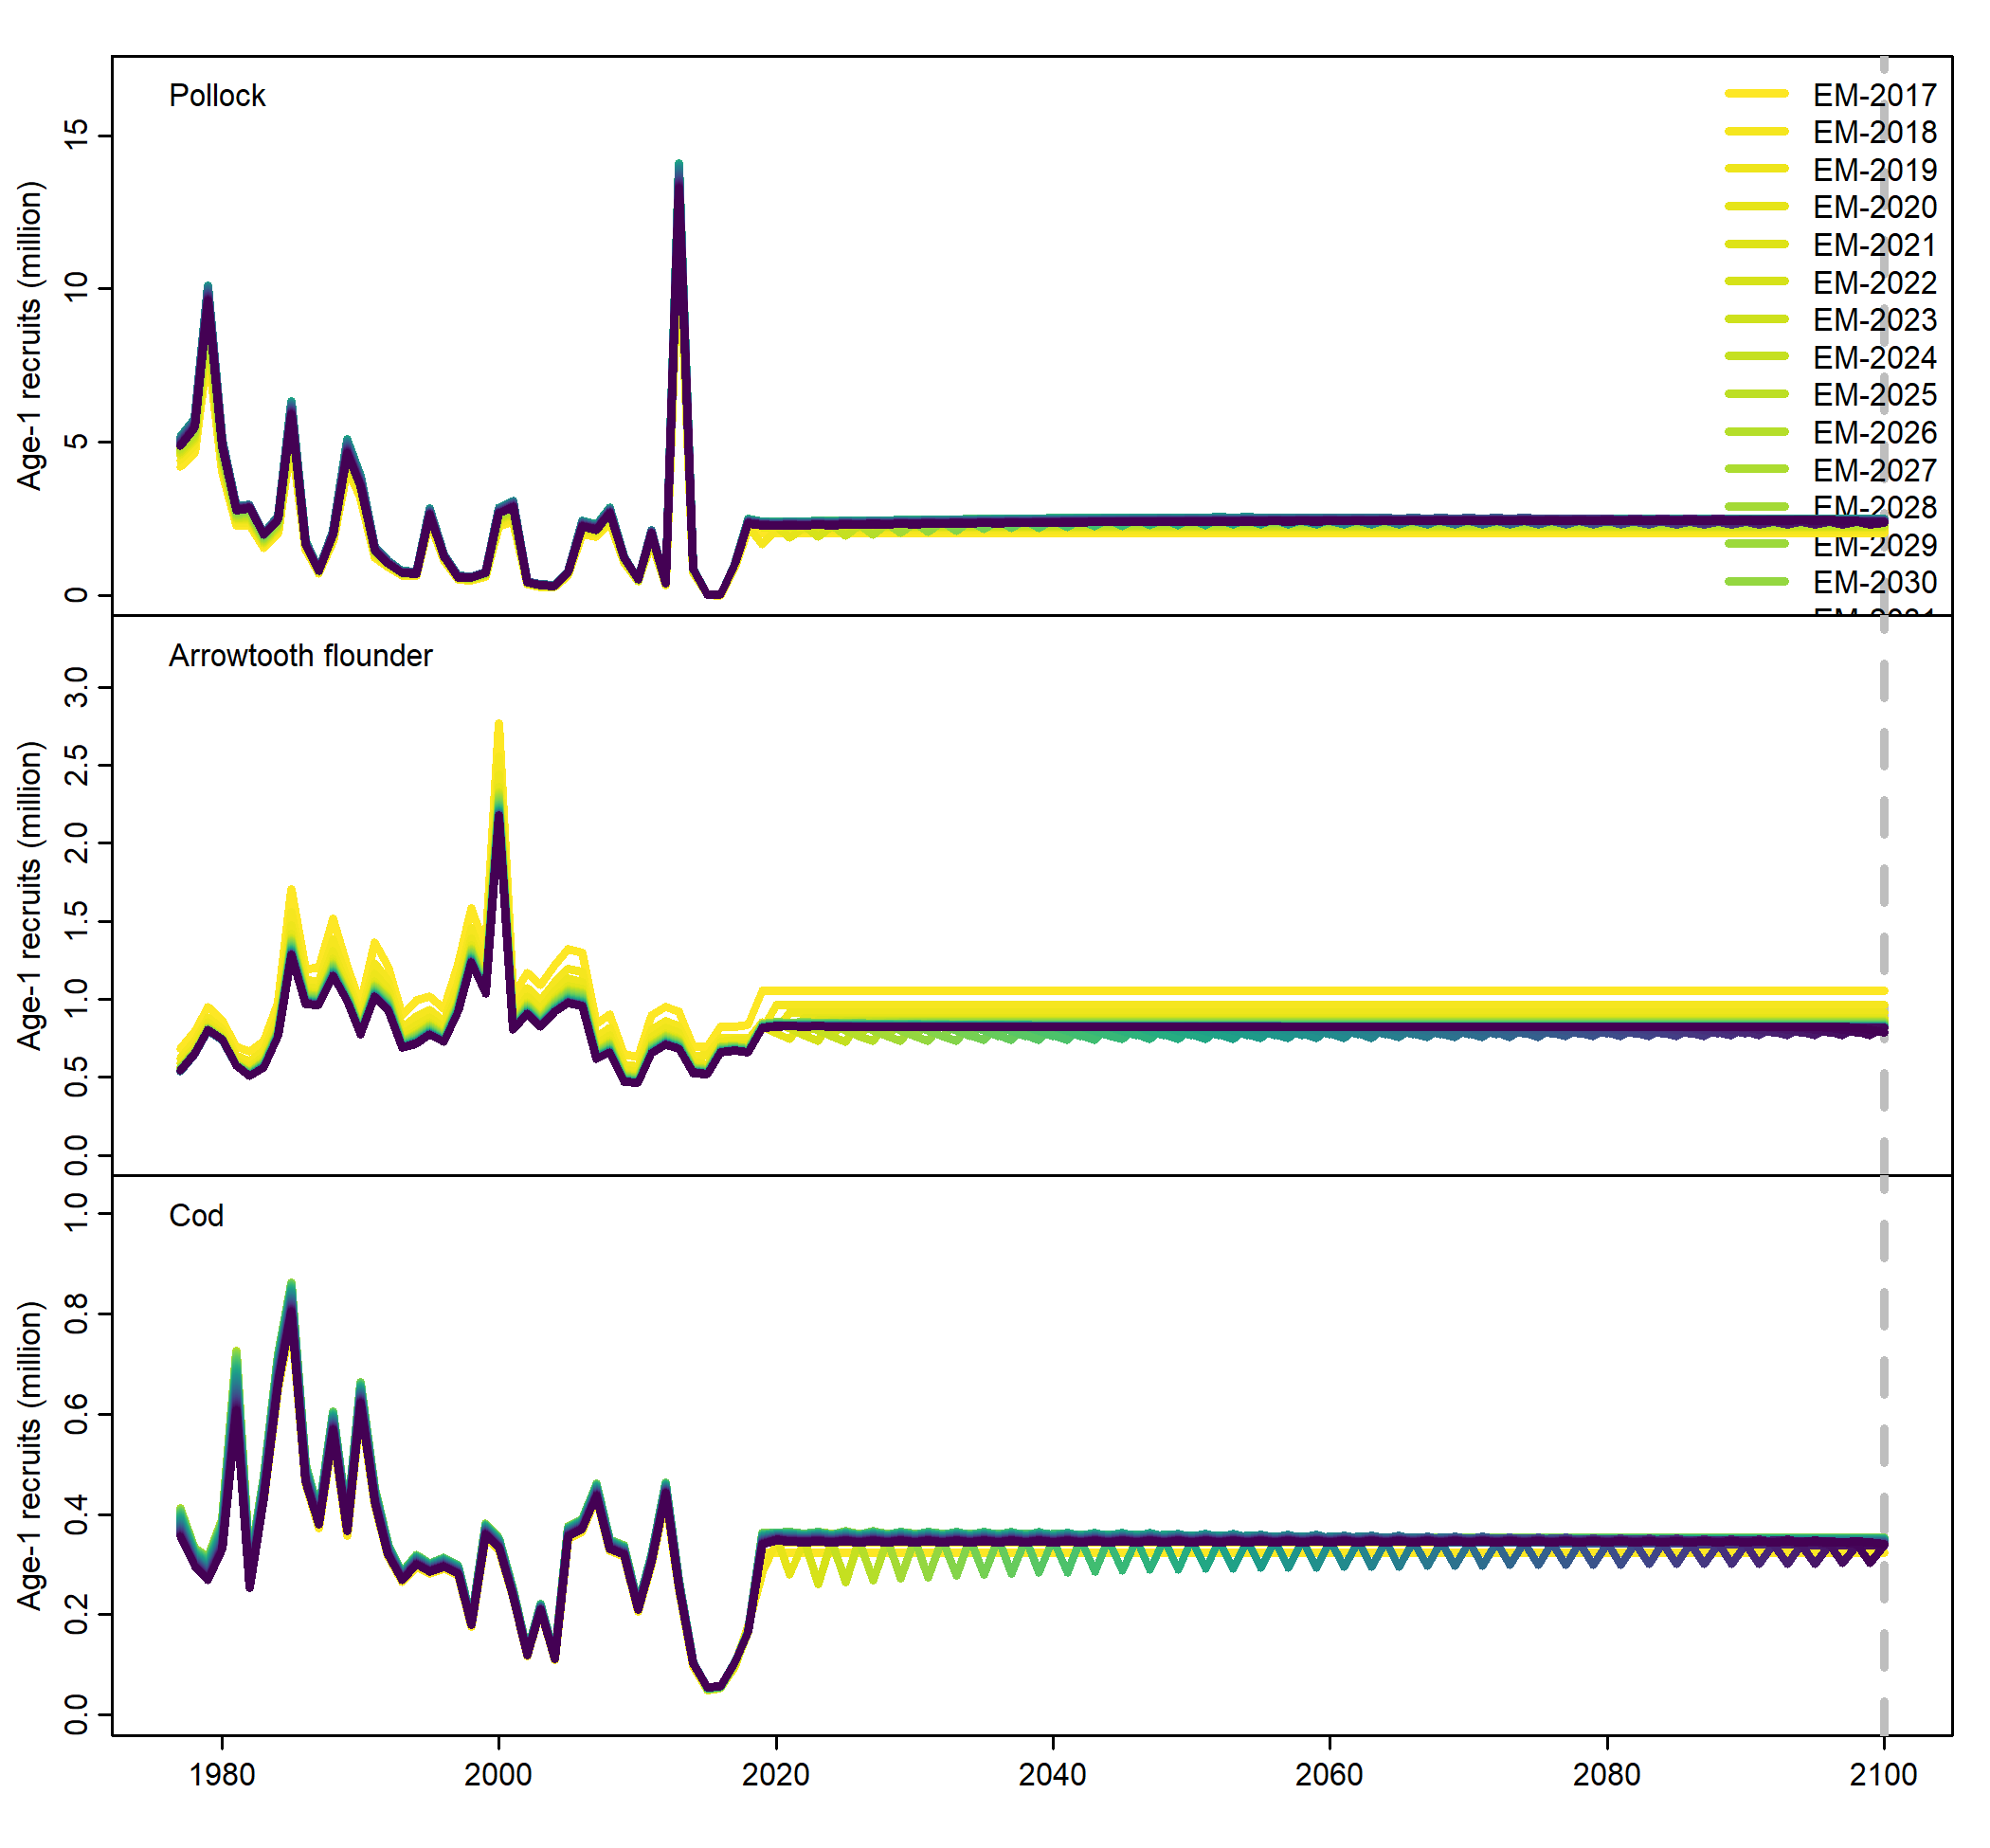 Pollock
Age-1 recruits (million)
15
10
5
0
EM-2017
EM-2018
EM-2019
EM-2020
EM-2021
EM-2022
EM-2023
EM-2024
EM-2025
EM-2026
EM-2027
EM-2028
EM-2029
EM-2030
Arrowtooth flounder
Age-1 recruits (million)
3.0
2.5
2.0
1.5
1.0
0.5
0.0
Cod
Age-1 recruits (million)
1.0
0.8
0.6
0.4
0.2
0.0
1980 2000 2020 2040 2060 2080 2100